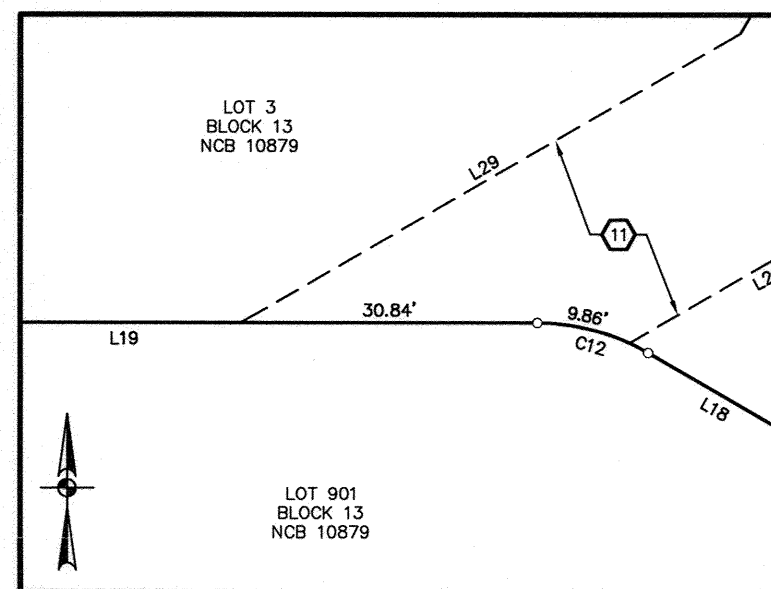 LOT 3
BLOCK 13
NCB 10879
L29
11
30.84'
9.86'
L19
C12
L18
LOT 901
BLOCK 13
NCB 10879